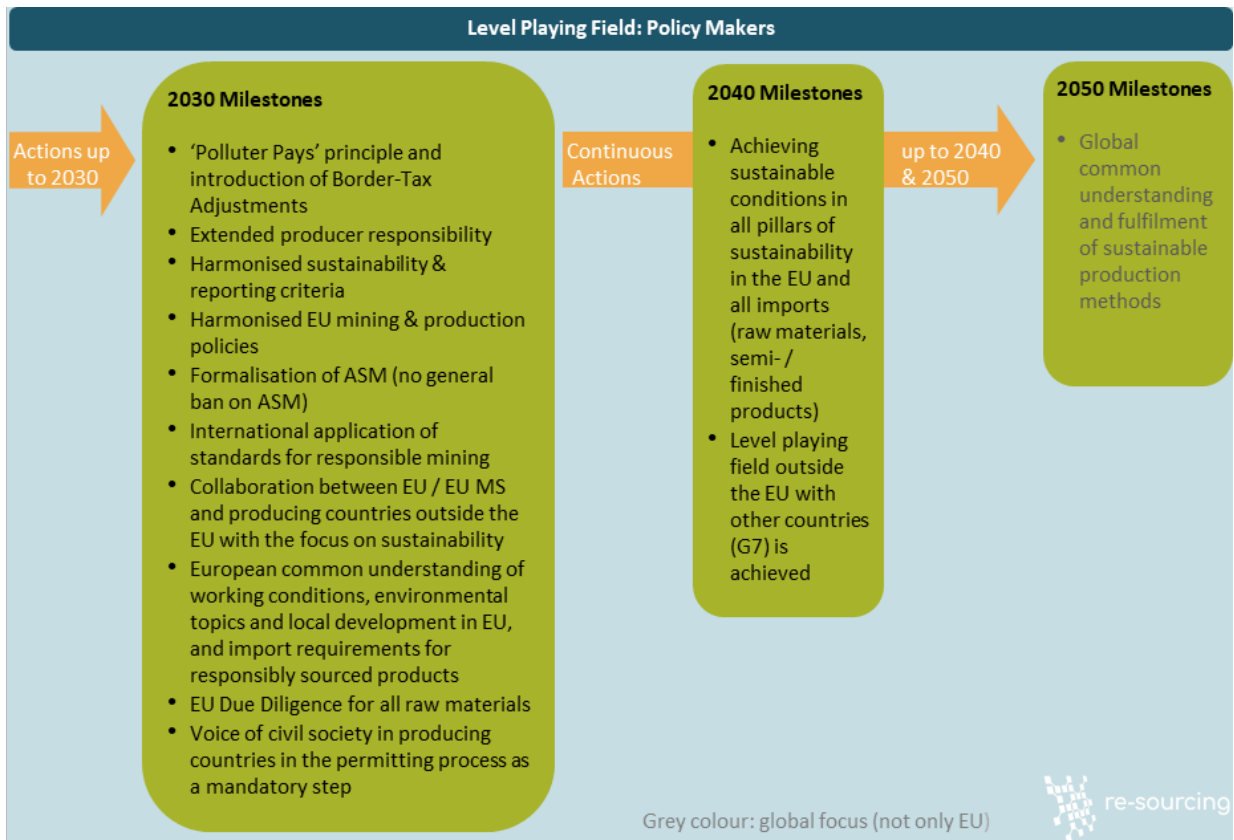 Level Playing Field: Policy Makers
Actions up
to 2030
2030 Milestones
• ‘Polluter Pays’ principle and
introduction of Border-Tax
Adjustments
• Extended producer responsibility
• Harmonised sustainability &
reporting criteria
• Harmonised EU mining & production
policies
• Formalisation of ASM (no general
ban on ASM)
• International application of
standards for responsible mining
• Collaboration between EU / EU MS
and producing countries outside the
EU with the focus on sustainability
• European common understanding of
working conditions, environmental
topics and local development in EU,
and import requirements for
responsibly sourced products
• EU Due Diligence for all raw materials
• Voice of civil society in producing
countries in the permitting process as
a mandatory step
Continuous
Actions
2040 Milestones
• Achieving
sustainable
conditions in
all pillars of
sustainability
in the EU and
all imports
(raw materials,
semi- /
finished
products)
• Level playing
field outside
the EU with
other countries
(G7) is
achieved
up to 2040
& 2050
2050 Milestones
• Global
common
understanding
and fulfilment
of sustainable
production
methods
Grey colour: global focus (not only EU)
re-sourcing